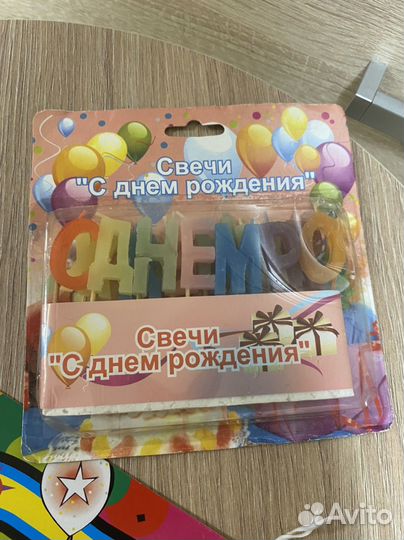 Свечи
"С днем рождения"
СДНЕМРО
Свечи
"С днем рождения"
Avito